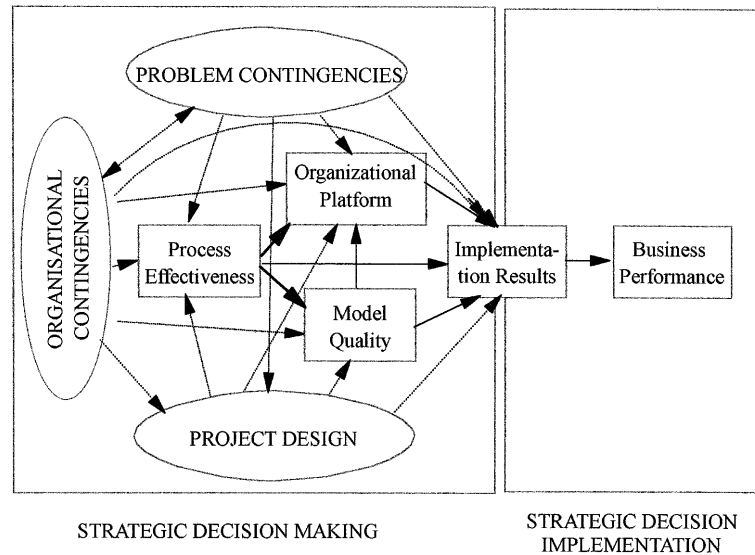 PROBLEM CONTINGENCIES
ORGANISATIONAL
CONTINGENCIES
Organizational
Platform
Process
Effectiveness
Implementa-
tion Results
Business
Performance
Model
Quality
PROJECT DESIGN
STRATEGIC DECISION MAKING
STRATEGIC DECISION
IMPLEMENTATION